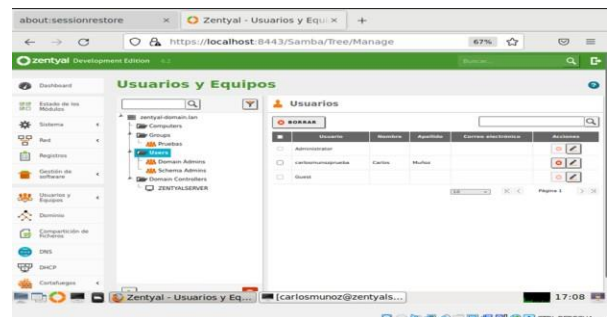 about:sessionrestore
Zentyal - Usuarios y Equi
https://localhost:8443/Samba/Tree/Manage
67%
zentyal Development Edition
Buscar...
Dashboard
Estado de los Módulos
Sistema
Red
Registros
Gestión de software
Usuarios y Equipos
Dominio
Compartición de Ficheros
DNS
DHCP
Cortafuegos
Usuarios y Equipos
zentyal-domain.lan
Computers
Groups
Pruebas
Users
Domain Admins
Schema Admins
Domain Controllers
ZENTYALSERVER
Usuarios
BORRAR
Usuario Nombre Apellido Correo electrónico Acciones
Administrator
carlosmunozprueba Carlos Muñoz
Guest
10 Página 1
Zentyal - Usuarios y Eq...
[carlosmunoz@zentyals...
17:08